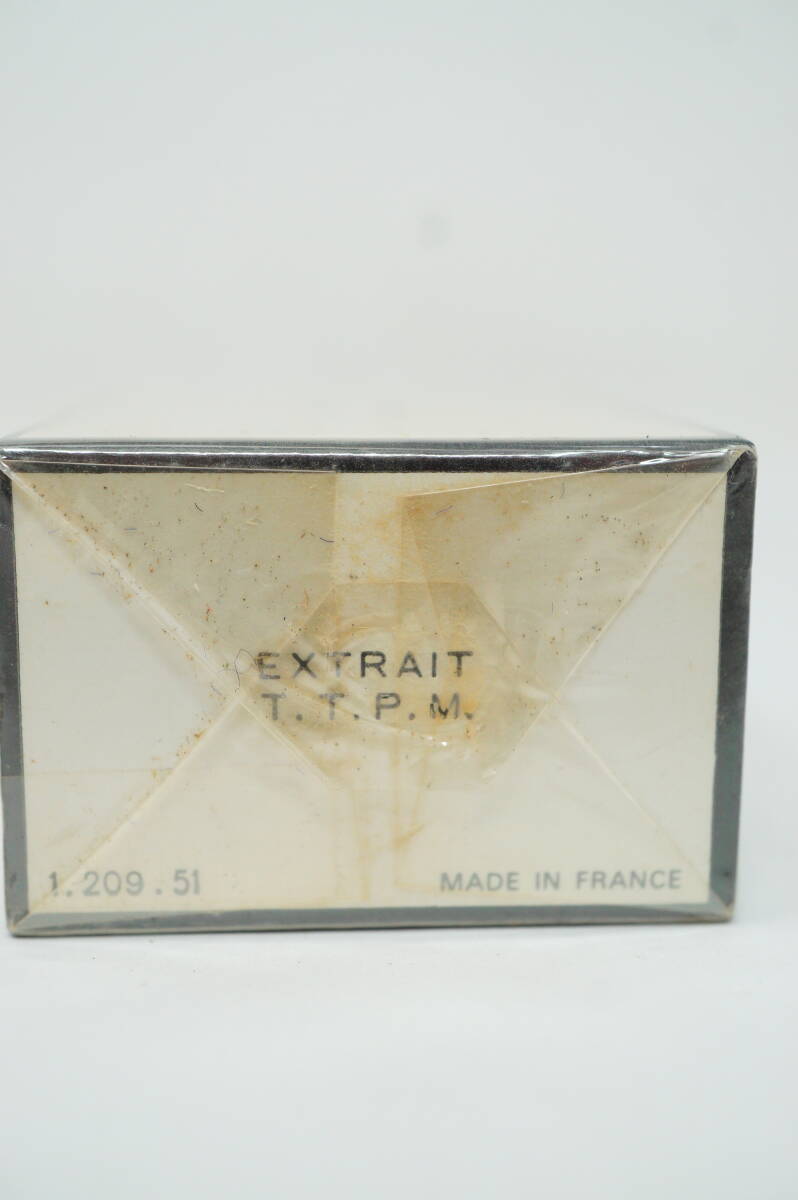 EXTRAIT
T.T.P.M.
1.209.51
MADE IN FRANCE